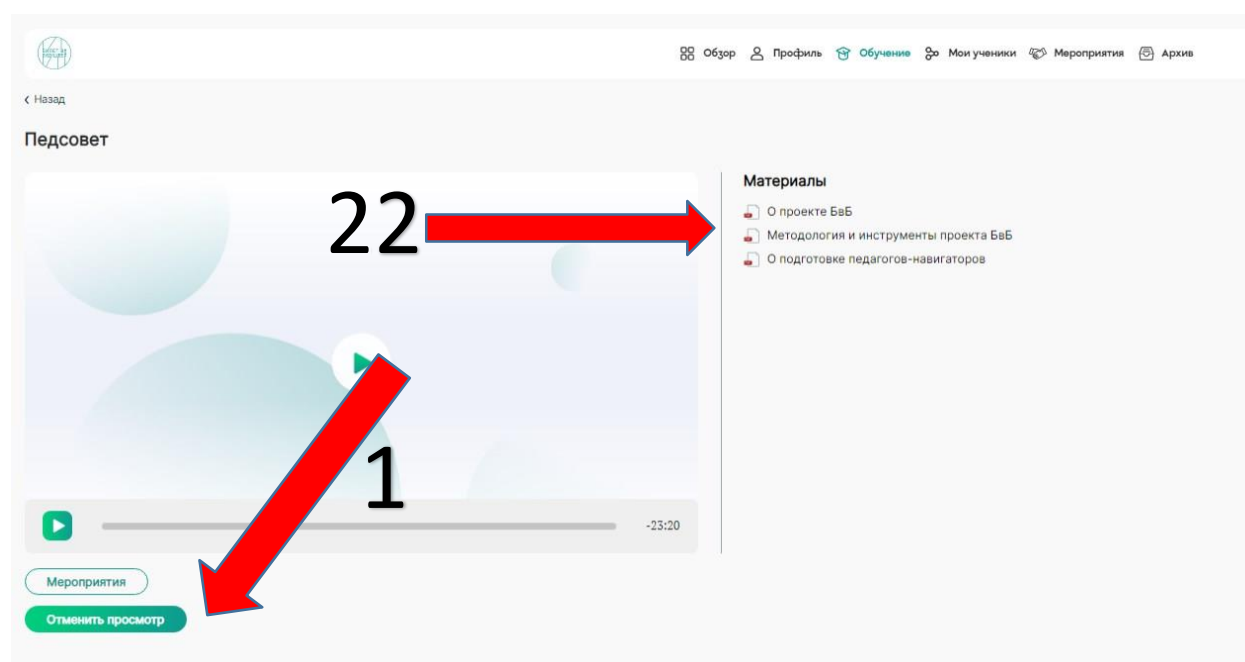 Обзор Профиль Обучение Мои ученики Мероприятия Архив
Назад
Педсовет
Материалы
О проекте БвБ
Методология и инструменты проекта БвБ
О подготовке педагогов-навигаторов
22
1
-23:20
Мероприятия
Отменить просмотр